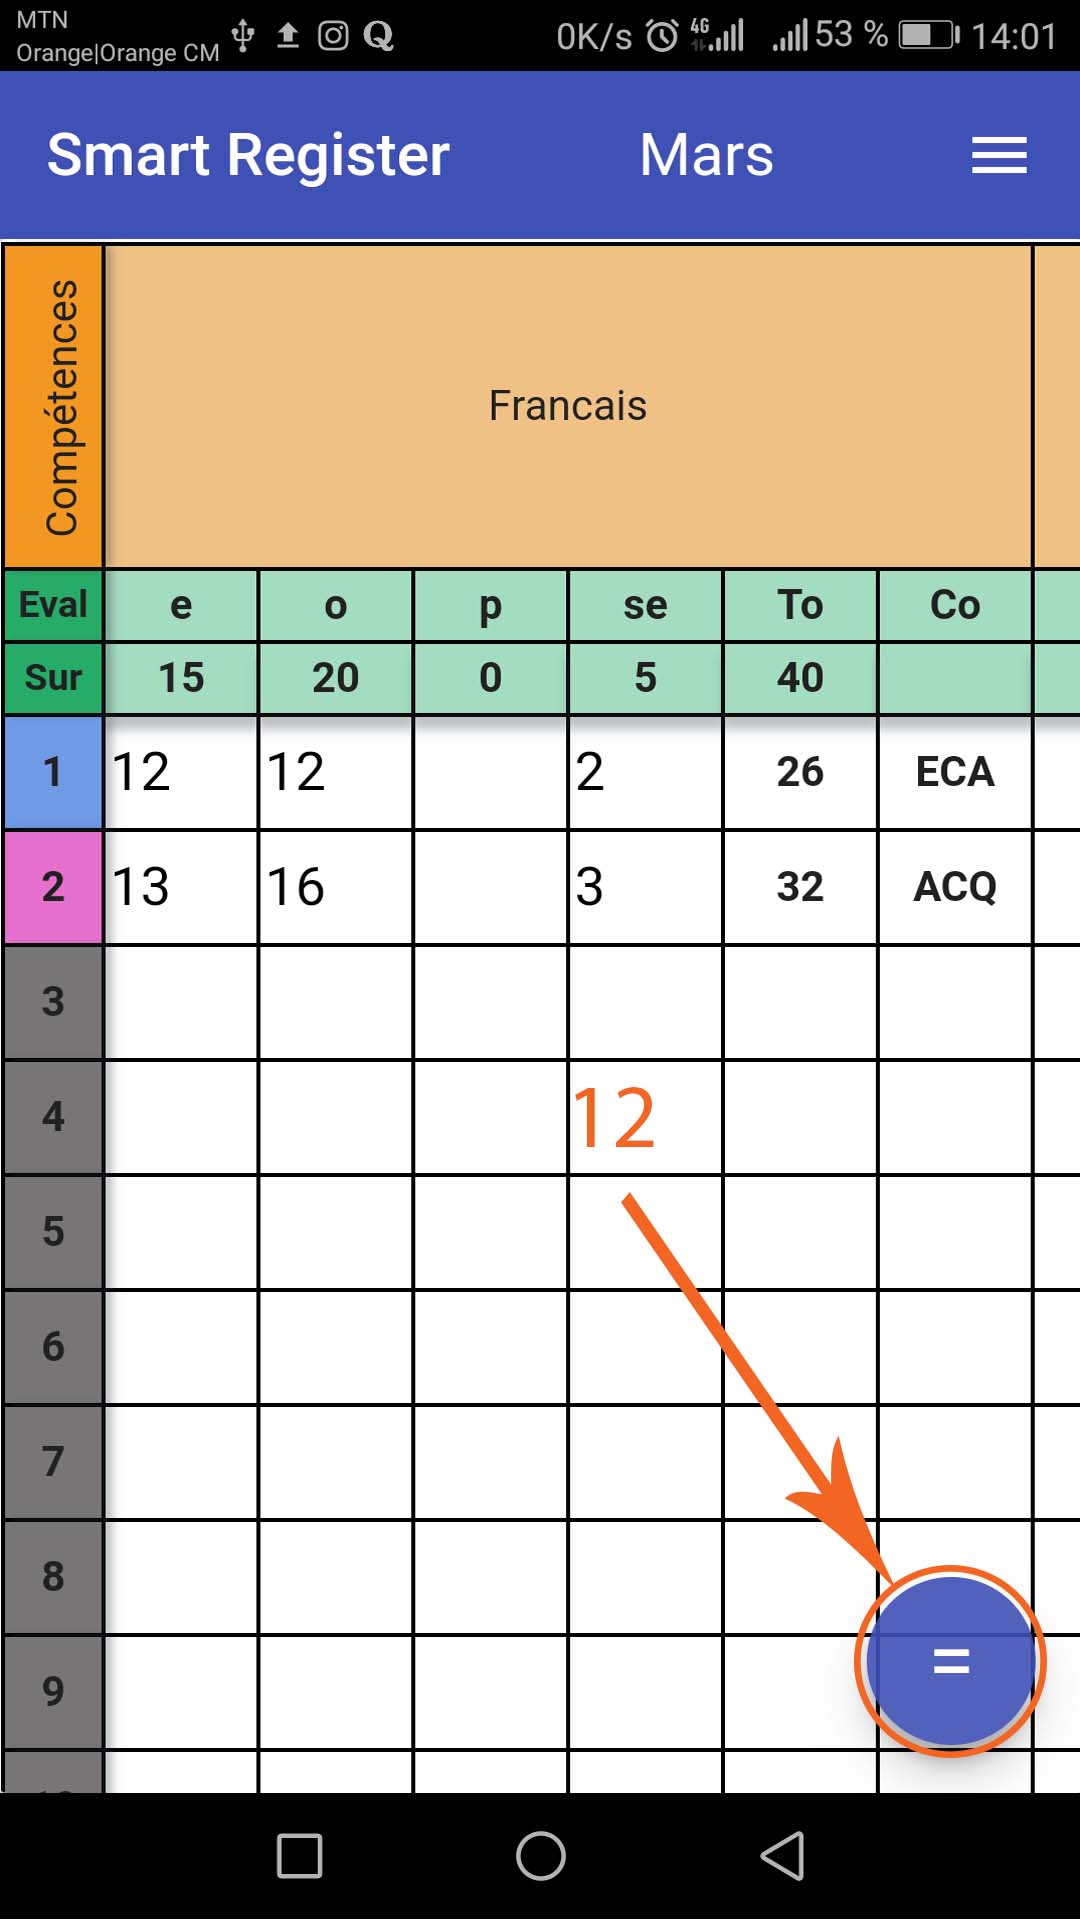 MTN
Orange|Orange CM Q 0K/s 4G 53 % 14:01
Smart Register Mars
Compétences Francais
Eval e o p se To Co
Sur 15 20 0 5 40
1 12 12 2 26 ECA
2 13 16 3 32 ACQ
3
4 12
5
6
7
8
9
=